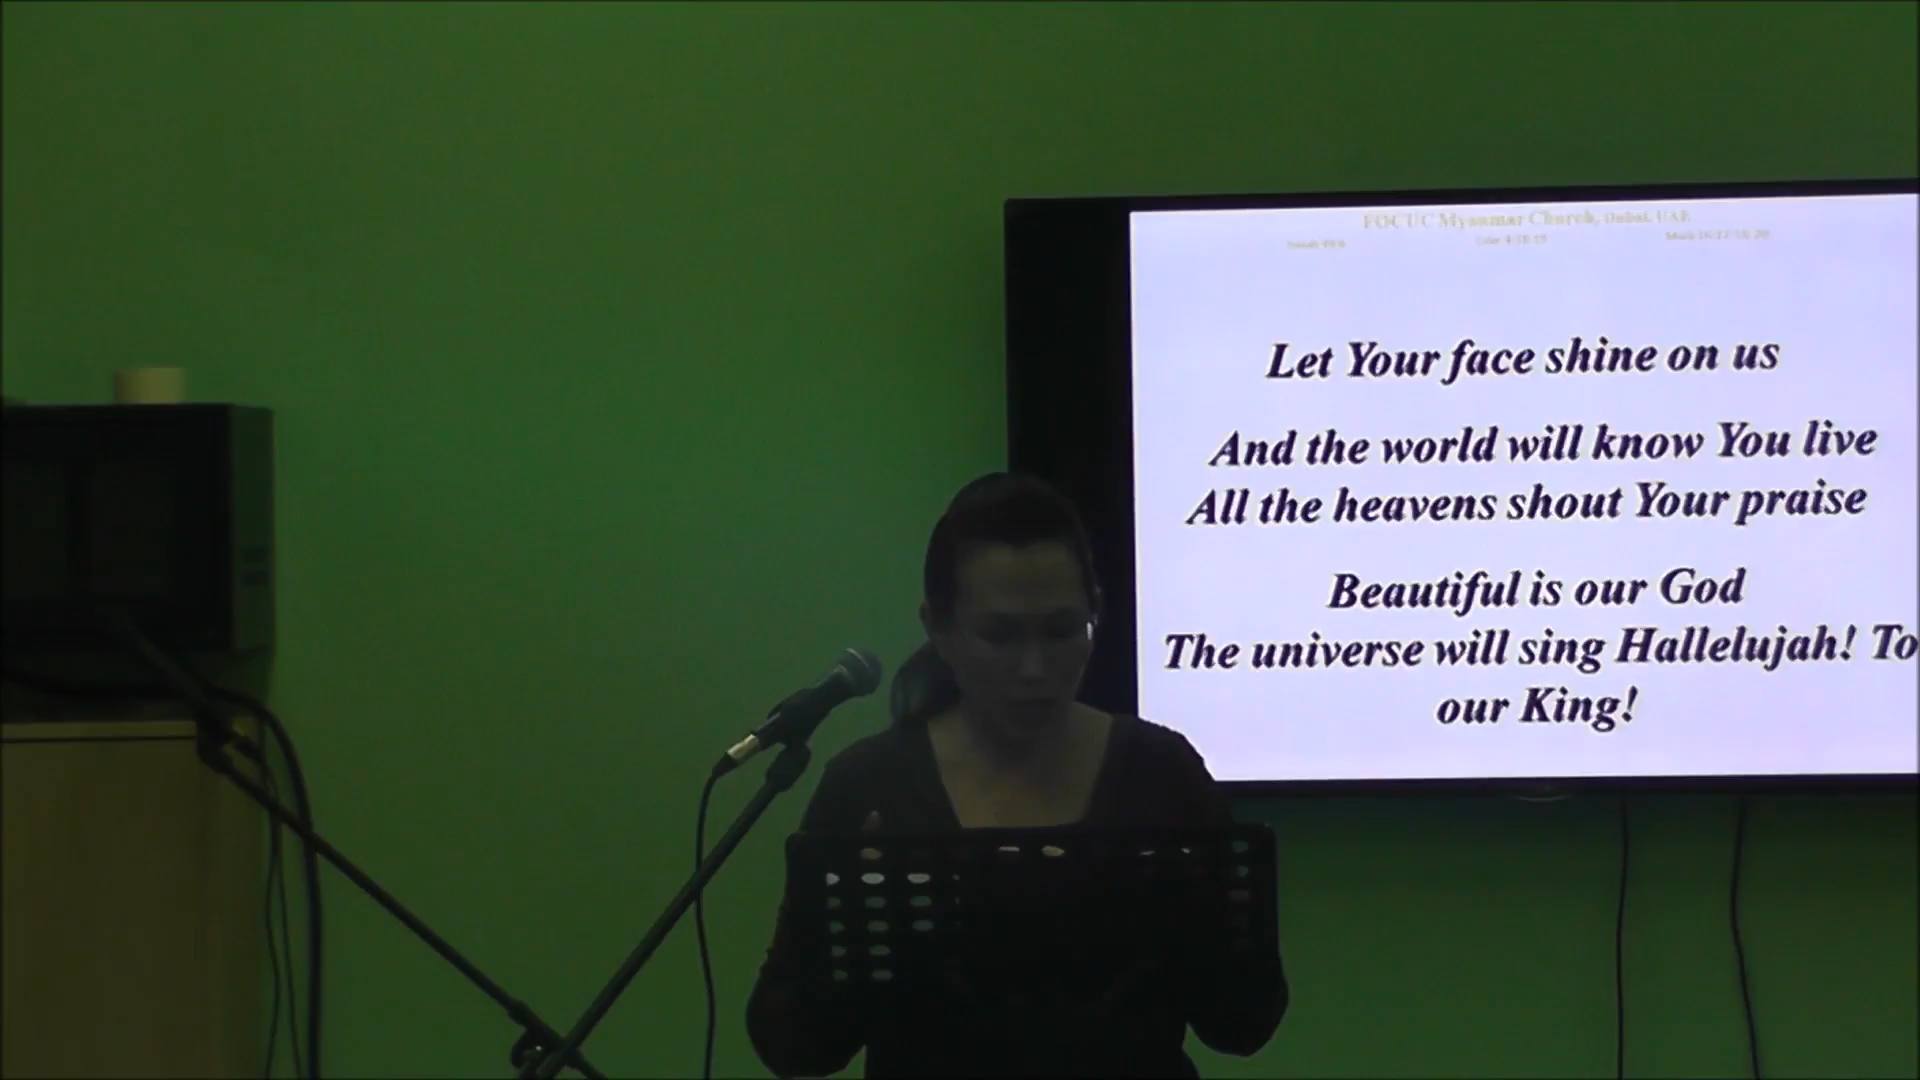 FOCUC Myanmar Church, Dubai, UAE
Let Your face shine on us
And the world will know You live
All the heavens shout Your praise
Beautiful is our God
The universe will sing Hallelujah! To
our King!